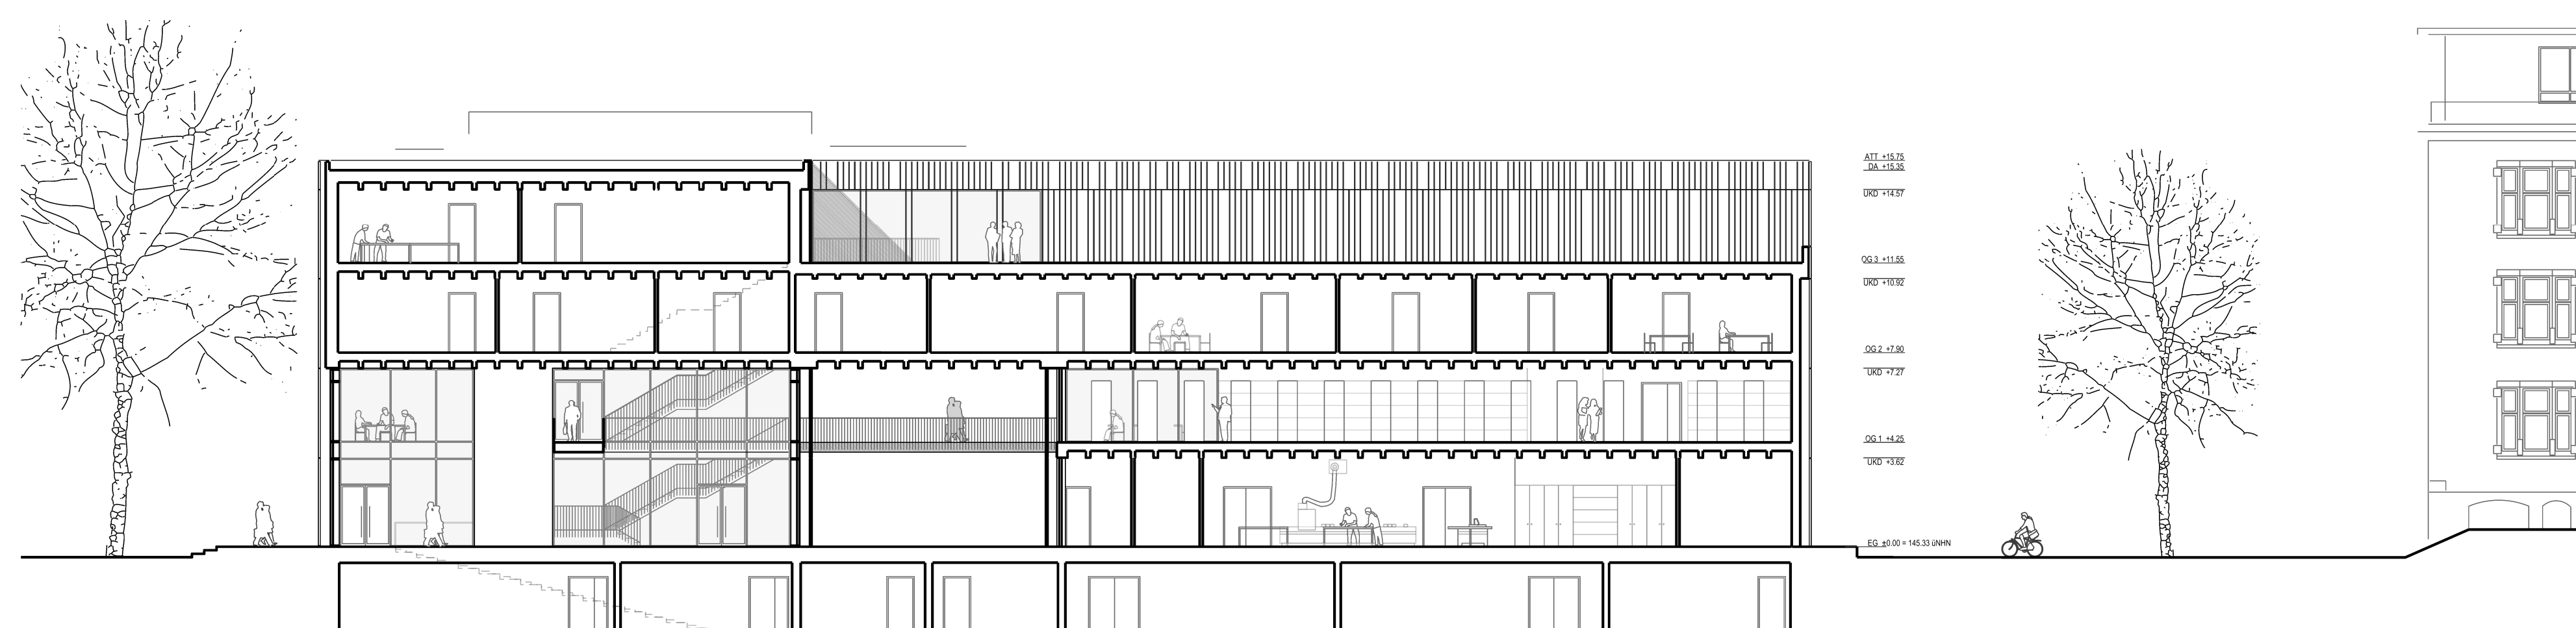 ATT +15.75
DA +15.35
UKD +14.57
OG 3 +11.55
UKD +10.92
OG 2 +7.90
UKD +7.27
OG 1 +4.25
UKD +3.62
EG ±0.00 = 145.33 üNHN